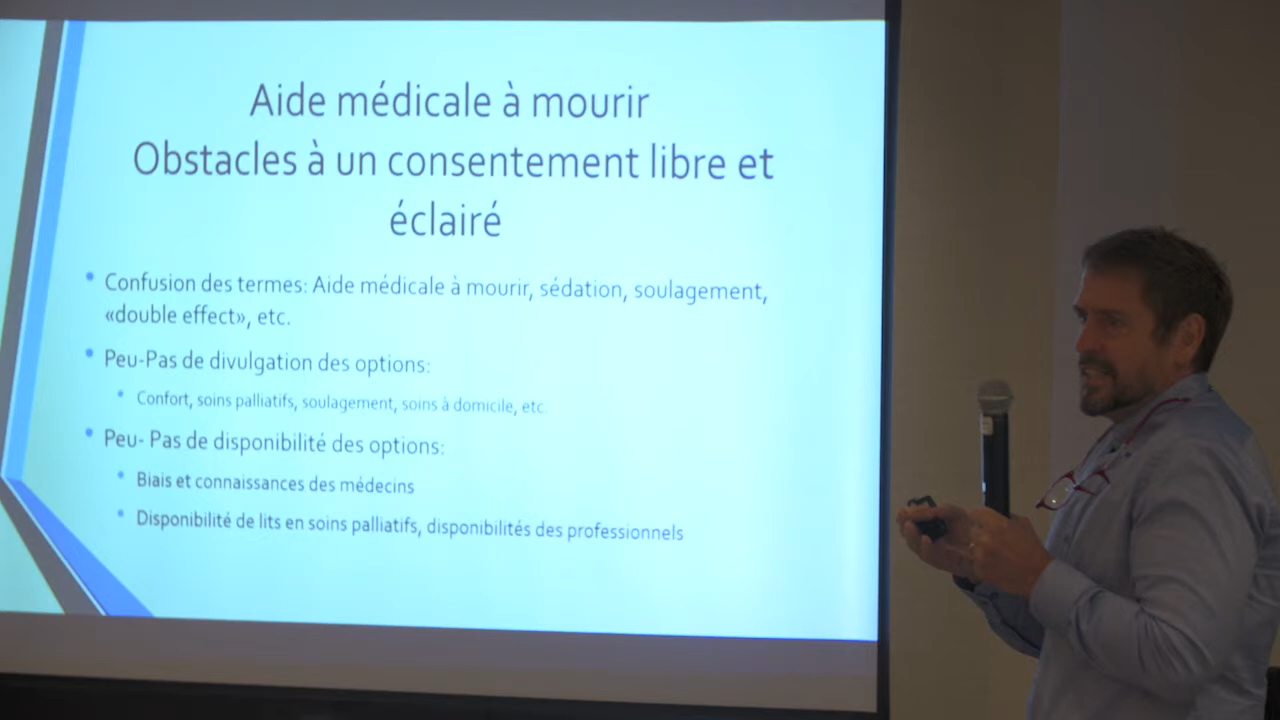 Aide médicale à mourir
Obstacles à un consentement libre et
éclairé
• Confusion des termes: Aide médicale à mourir, sédation, soulagement,
«double effect», etc.
• Peu-Pas de divulgation des options:
• Confort, soins palliatifs, soulagement, soins à domicile, etc.
• Peu- Pas de disponibilité des options:
• Biais et connaissances des médecins
• Disponibilité de lits en soins palliatifs, disponibilités des professionnels